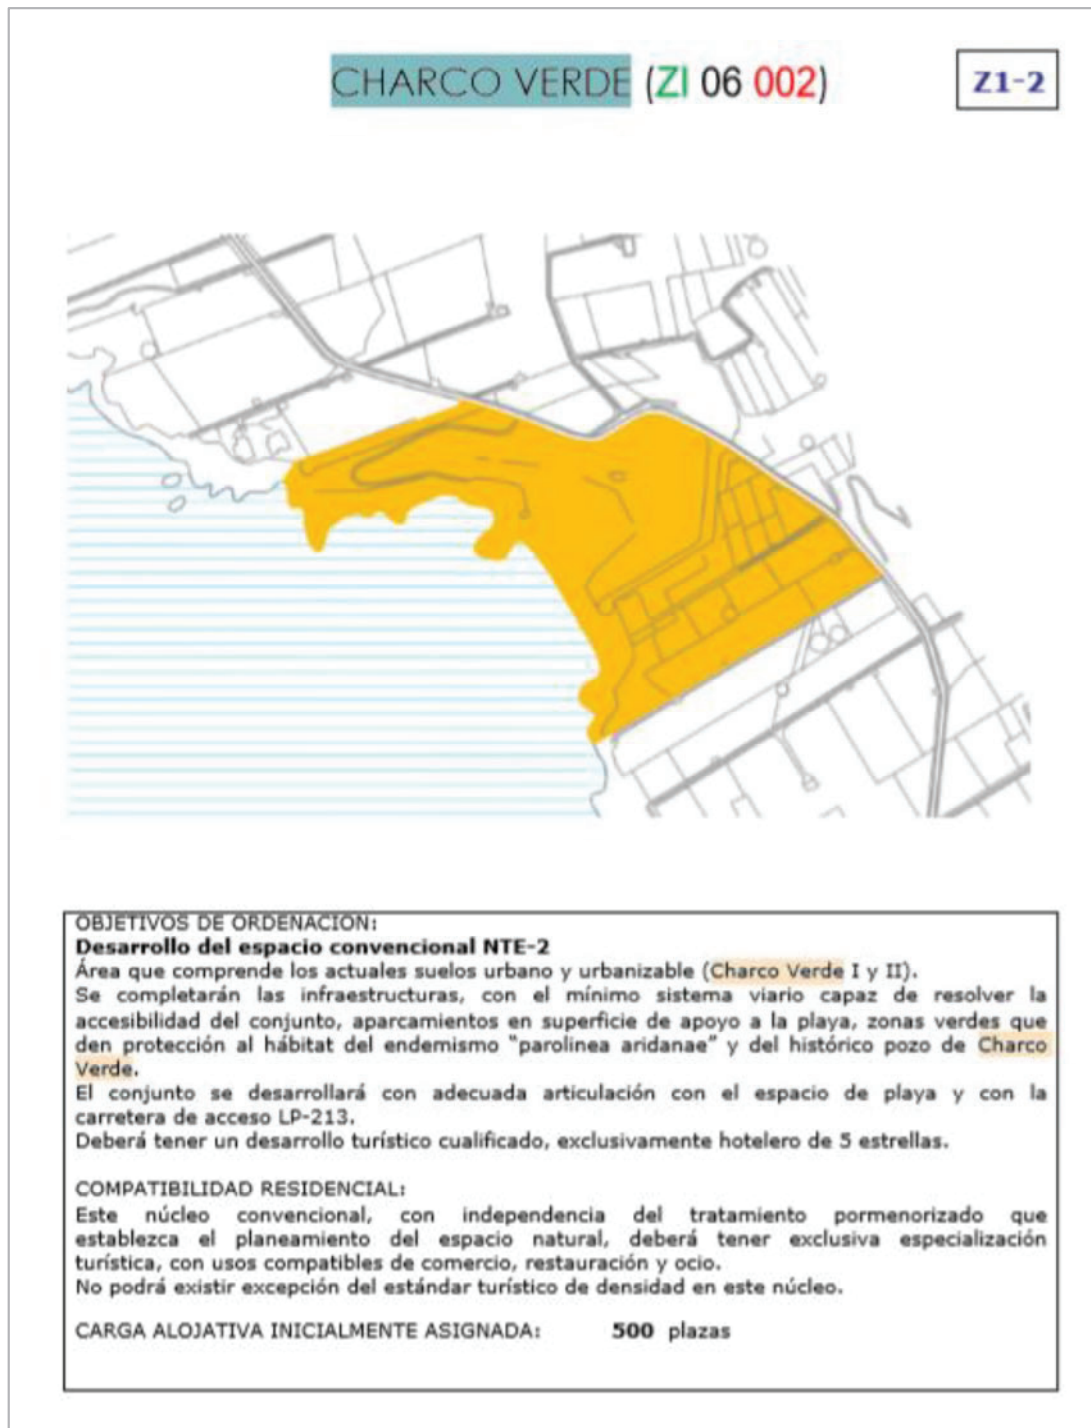 CHARCO VERDE (ZI 06 002)
Z1-2
OBJETIVOS DE ORDENACION:
Desarrollo del espacio convencional NTE-2
Área que comprende los actuales suelos urbano y urbanizable (Charco Verde I y II).
Se completarán las infraestructuras, con el mínimo sistema viario capaz de resolver la
accesibilidad del conjunto, aparcamientos en superficie de apoyo a la playa, zonas verdes que
den protección al hábitat del endemismo "parolinea aridanae" y del histórico pozo de Charco
Verde.
El conjunto se desarrollará con adecuada articulación con el espacio de playa y con la
carretera de acceso LP-213.
Deberá tener un desarrollo turístico cualificado, exclusivamente hotelero de 5 estrellas.
COMPATIBILIDAD RESIDENCIAL:
Este núcleo convencional, con independencia del tratamiento pormenorizado que
establezca el planeamiento del espacio natural, deberá tener exclusiva especialización
turística, con usos compatibles de comercio, restauración y ocio.
No podrá existir excepción del estándar turístico de densidad en este núcleo.
CARGA ALOJATIVA INICIALMENTE ASIGNADA: 500 plazas